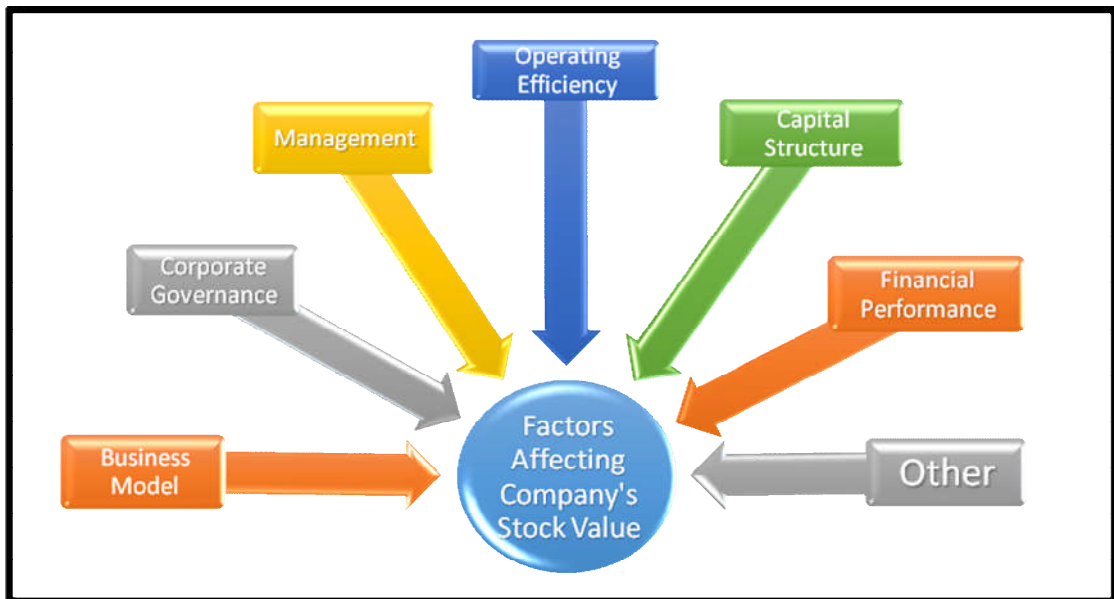 Operating
Efficiency
Management
Capital
Structure
Corporate
Governance
Financial
Performance
Business
Model
Factors
Affecting
Company's
Stock Value
Other